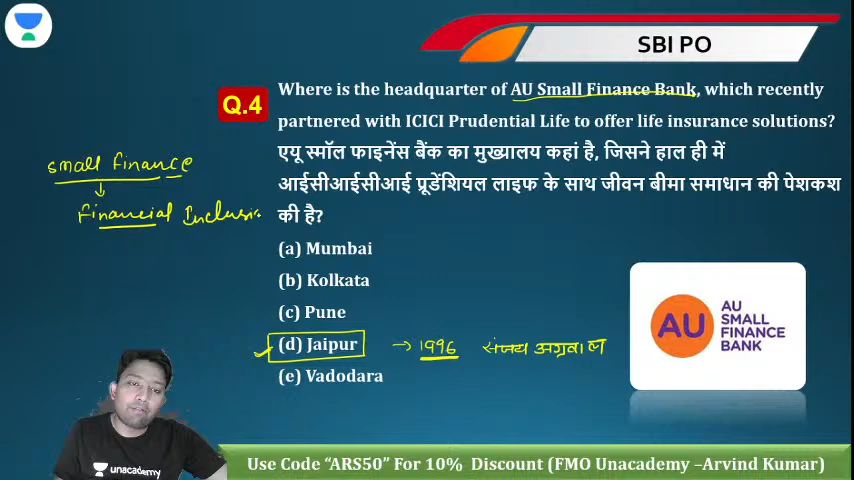 SBI PO
Q.4
Where is the headquarter of AU Small Finance Bank, which recently
partnered with ICICI Prudential Life to offer life insurance solutions?
एयू स्मॉल फाइनेंस बैंक का मुख्यालय कहां है, जिसने हाल ही में
आईसीआईसीआई प्रूडेंशियल लाइफ के साथ जीवन बीमा समाधान की पेशकश
की है?
small finance
Financial Inclusi
(a) Mumbai
(b) Kolkata
(c) Pune
(d) Jaipur → 1996 संजय अग्रवाल
(e) Vadodara
AU
AU
SMALL
FINANCE
BANK
unacademy
Use Code “ARS50” For 10% Discount (FMO Unacademy –Arvind Kumar)